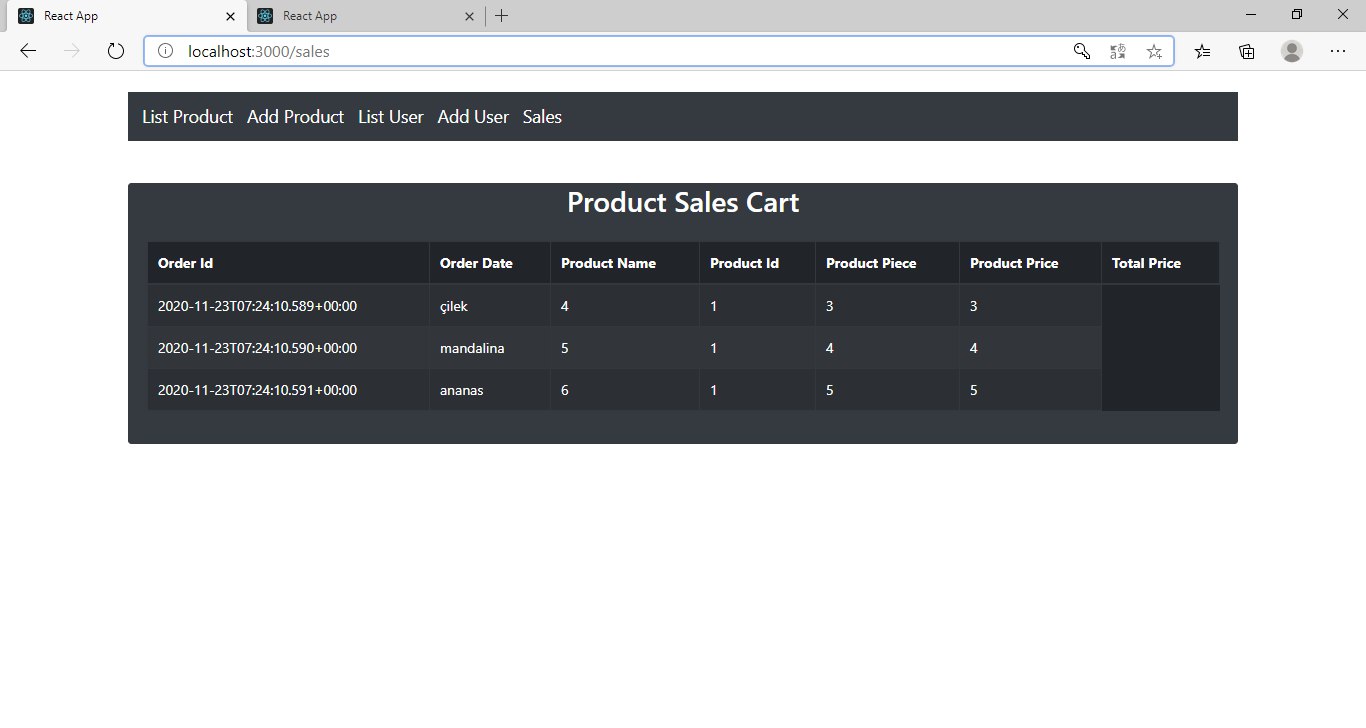 React App
React App
localhost:3000/sales
List Product Add Product List User Add User Sales
Product Sales Cart
Order Id Order Date Product Name Product Id Product Piece Product Price Total Price
2020-11-23T07:24:10.589+00:00 çilek 4 1 3 3
2020-11-23T07:24:10.590+00:00 mandalina 5 1 4 4
2020-11-23T07:24:10.591+00:00 ananas 6 1 5 5